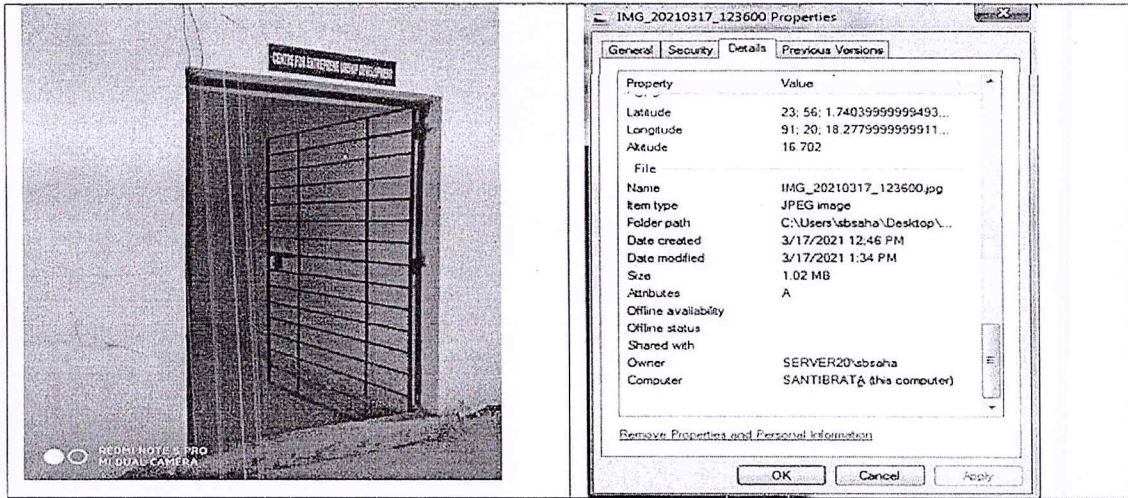 CENTRE FOR ENTREPRENEURSHIP DEVELOPMENT
REDMI NOTE 5 PRO
MI DUAL CAMERA
IMG_20210317_123600 Properties
General Security Details Previous Versions
Property Value
Latitude 23; 56; 1.74039999999493...
Longitude 91; 20; 18.2779999999911...
Altitude 16.702
File
Name IMG_20210317_123600.jpg
Item type JPEG image
Folder path C:\Users\sbsaha\Desktop\...
Date created 3/17/2021 12:46 PM
Date modified 3/17/2021 1:34 PM
Size 1.02 MB
Attributes A
Offline availability
Offline status
Shared with
Owner SERVER20\sbsaha
Computer SANTIBRATA (this computer)
Remove Properties and Personal Information
OK Cancel Apply